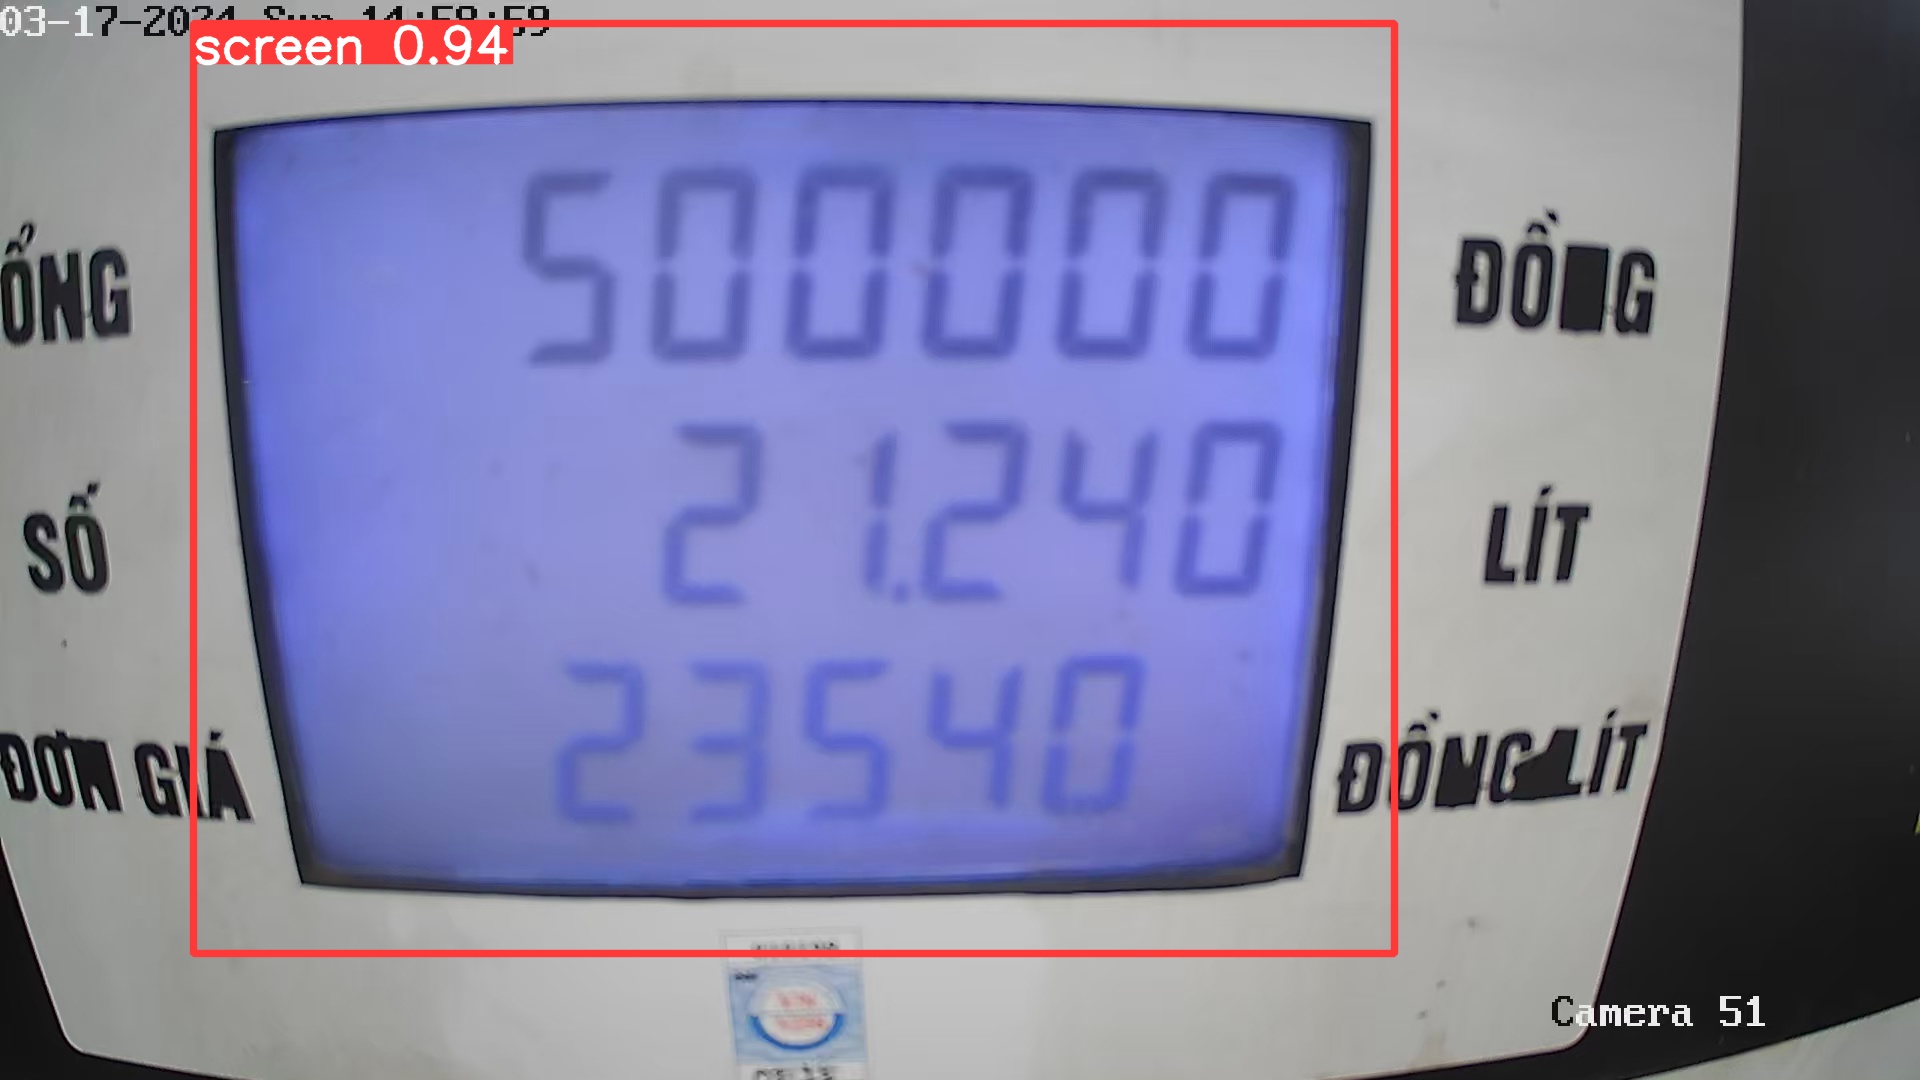 03-17-2024 Sun 14:58:59
screen 0.94
ỔNG 500000 ĐỒNG
SỐ 21.240 LÍT
ĐƠN GIÁ 23540 ĐỒNG/LÍT
Camera 51